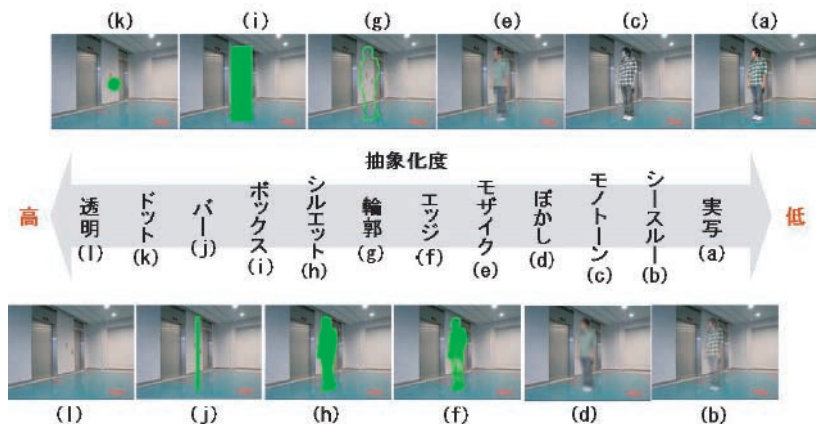 (k) (i) (g) (e) (c) (a)
抽象化度
高
透明(l)
ドット(k)
バー(j)
ボックス(i)
シルエット(h)
輪郭(g)
エッジ(f)
モザイク(e)
ぼかし(d)
モノトーン(c)
シースルー(b)
実写(a)
低
(l) (j) (h) (f) (d) (b)